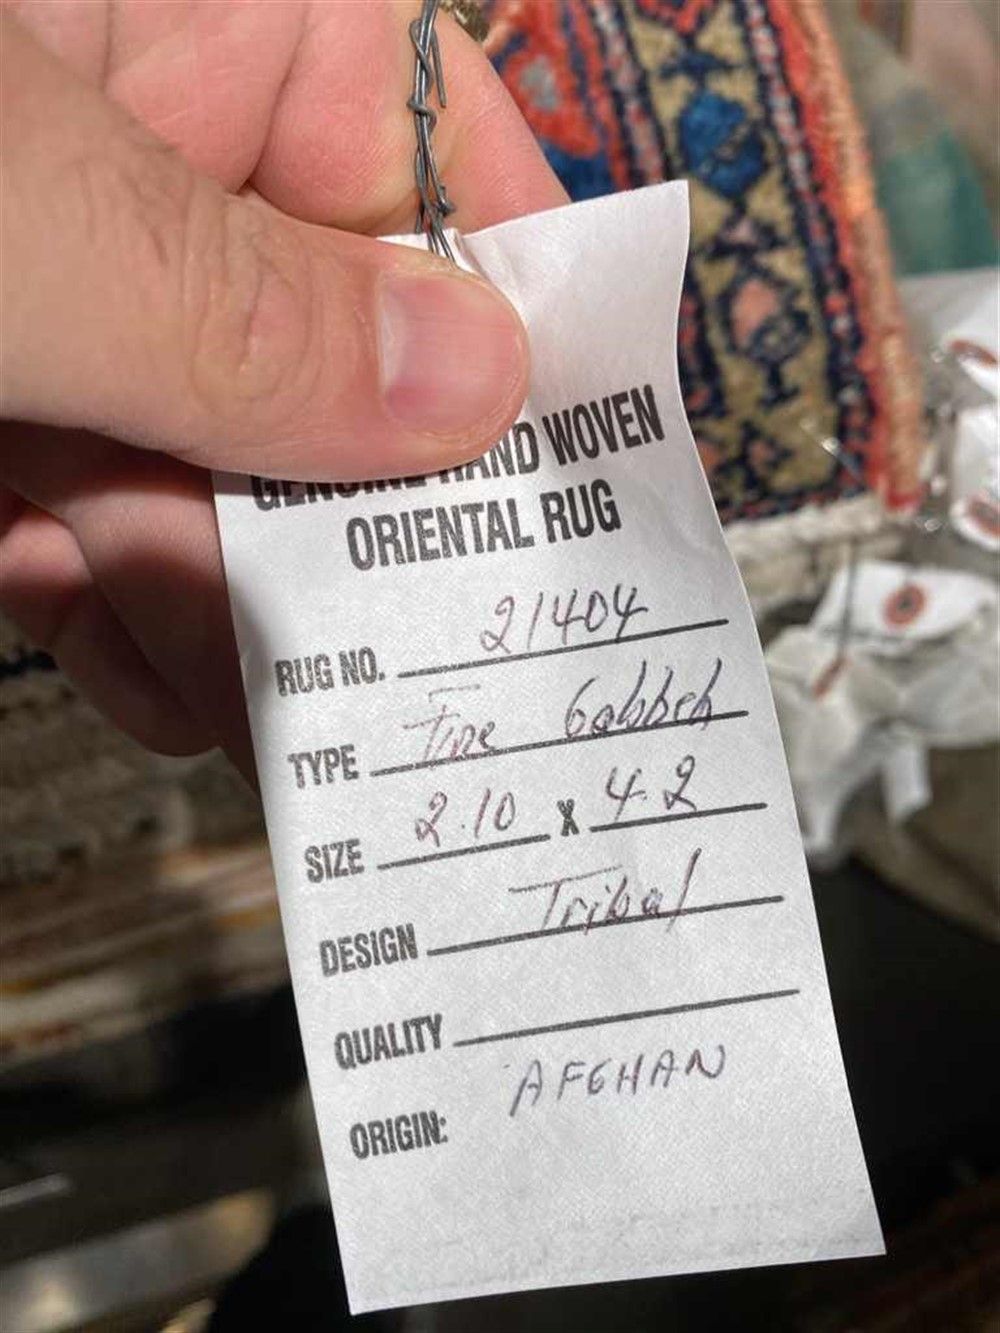 GENUINE HAND WOVEN
ORIENTAL RUG
RUG NO. 21404
TYPE Fine Gabbeh
SIZE 2.10 X 4.2
DESIGN Tribal
QUALITY
ORIGIN: AFGHAN